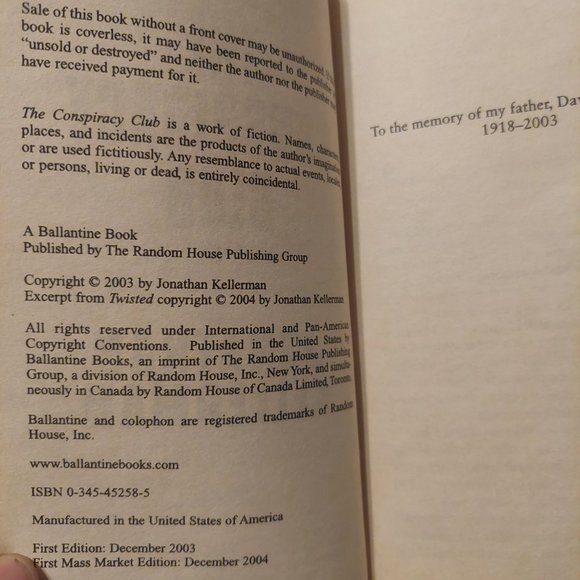 Sale of this book without a front cover may be unauthorized. If this
book is coverless, it may have been reported to the publisher as
"unsold or destroyed" and neither the author nor the publisher may
have received payment for it.
The Conspiracy Club is a work of fiction. Names, characters,
places, and incidents are the products of the author's imagination
or are used fictitiously. Any resemblance to actual events, locales,
or persons, living or dead, is entirely coincidental.
A Ballantine Book
Published by The Random House Publishing Group
Copyright © 2003 by Jonathan Kellerman
Excerpt from Twisted copyright © 2004 by Jonathan Kellerman
All rights reserved under International and Pan-American
Copyright Conventions. Published in the United States by
Ballantine Books, an imprint of The Random House Publishing
Group, a division of Random House, Inc., New York, and simulta-
neously in Canada by Random House of Canada Limited, Toronto.
Ballantine and colophon are registered trademarks of Random
House, Inc.
www.ballantinebooks.com
ISBN 0-345-45258-5
Manufactured in the United States of America
First Edition: December 2003
First Mass Market Edition: December 2004
To the memory of my father, Dav
1918–2003